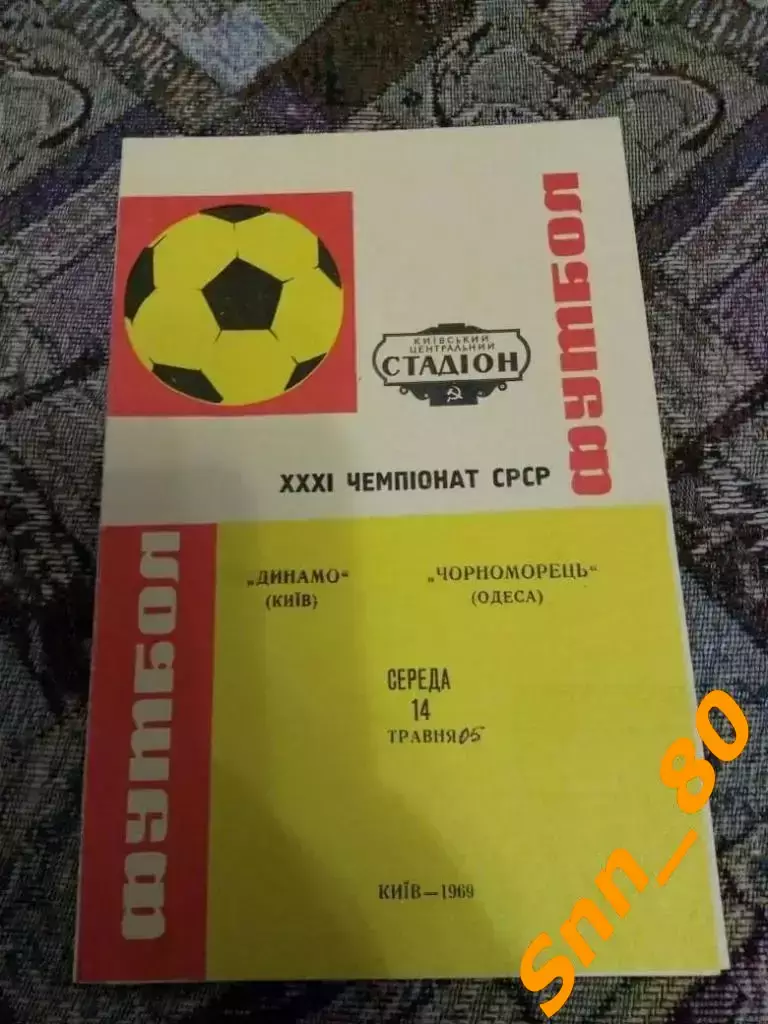 ФУТБОЛ
КИЇВСЬКИЙ
ЦЕНТРАЛЬНИЙ
СТАДІОН
XXXI ЧЕМПІОНАТ СРСР
ФУТБОЛ
„ДИНАМО“ „ЧОРНОМОРЕЦЬ“
(КИЇВ) (ОДЕСА)
СЕРЕДА
14
ТРАВНЯ 05
КИЇВ—1969
Snn_80